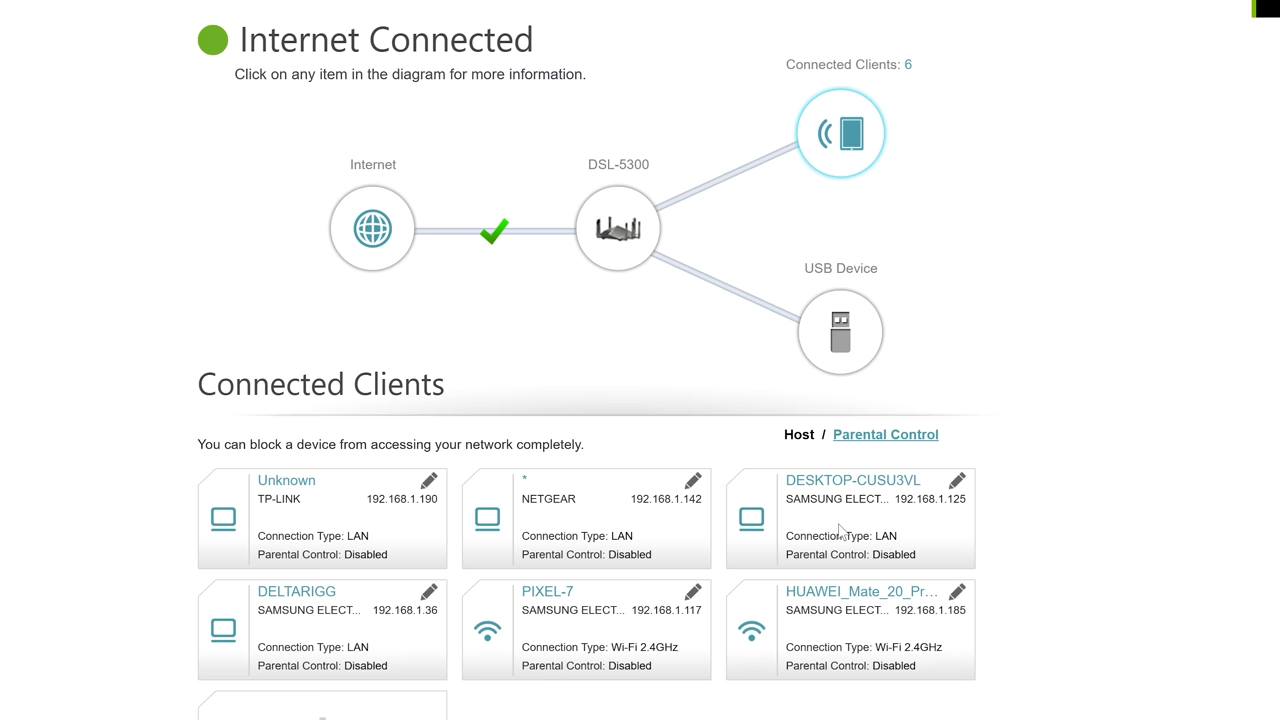 Internet Connected
Click on any item in the diagram for more information.
Connected Clients: 6
Internet
DSL-5300
USB Device
Connected Clients
You can block a device from accessing your network completely.
Host / Parental Control
Unknown
TP-LINK 192.168.1.190
Connection Type: LAN
Parental Control: Disabled
*
NETGEAR 192.168.1.142
Connection Type: LAN
Parental Control: Disabled
DESKTOP-CUSU3VL
SAMSUNG ELECT... 192.168.1.125
Connection Type: LAN
Parental Control: Disabled
DELTARIGG
SAMSUNG ELECT... 192.168.1.36
Connection Type: LAN
Parental Control: Disabled
PIXEL-7
SAMSUNG ELECT... 192.168.1.117
Connection Type: Wi-Fi 2.4GHz
Parental Control: Disabled
HUAWEI_Mate_20_Pr...
SAMSUNG ELECT... 192.168.1.185
Connection Type: Wi-Fi 2.4GHz
Parental Control: Disabled